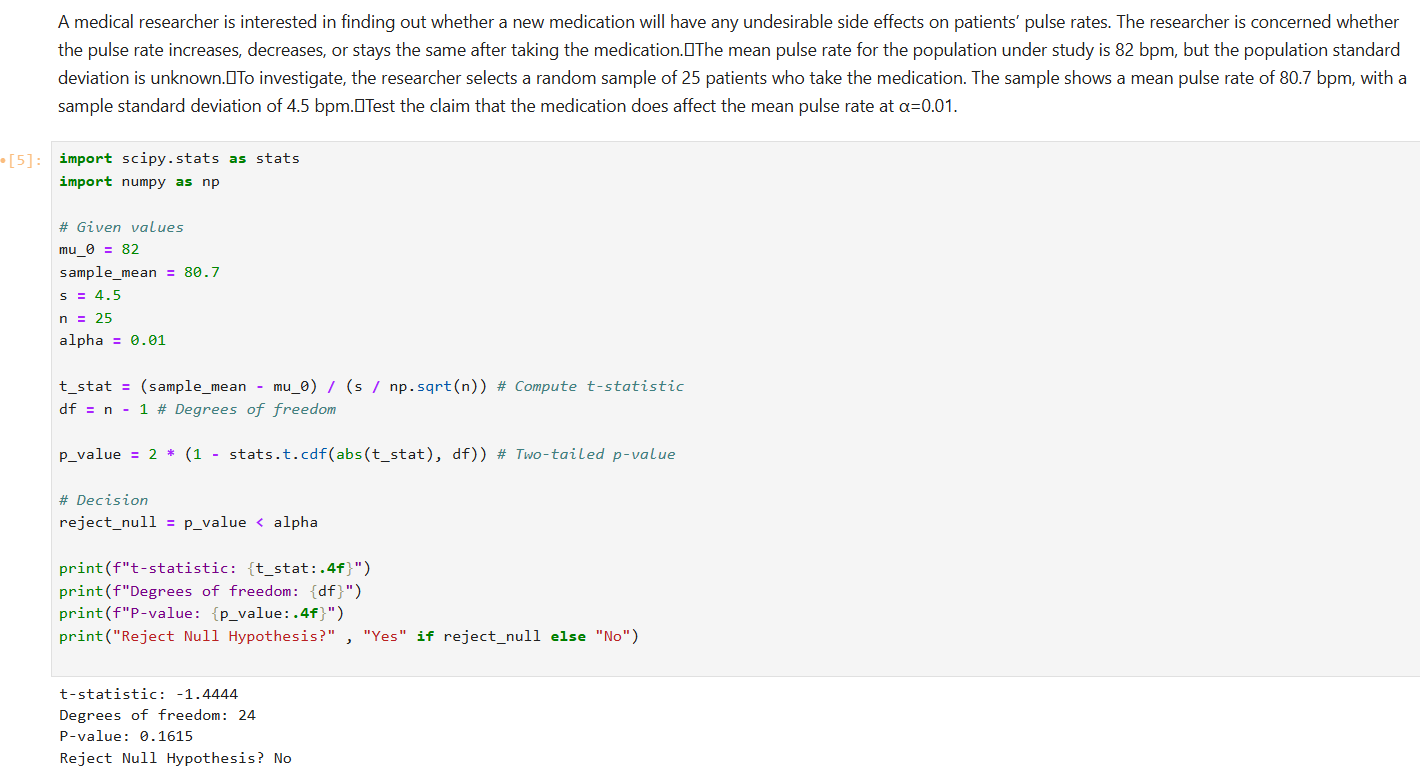 A medical researcher is interested in finding out whether a new medication will have any undesirable side effects on patients’ pulse rates. The researcher is concerned whether
the pulse rate increases, decreases, or stays the same after taking the medication.▯The mean pulse rate for the population under study is 82 bpm, but the population standard
deviation is unknown.▯To investigate, the researcher selects a random sample of 25 patients who take the medication. The sample shows a mean pulse rate of 80.7 bpm, with a
sample standard deviation of 4.5 bpm.▯Test the claim that the medication does affect the mean pulse rate at α=0.01.
•[5]:
import scipy.stats as stats
import numpy as np
# Given values
mu_0 = 82
sample_mean = 80.7
s = 4.5
n = 25
alpha = 0.01
t_stat = (sample_mean - mu_0) / (s / np.sqrt(n)) # Compute t-statistic
df = n - 1 # Degrees of freedom
p_value = 2 * (1 - stats.t.cdf(abs(t_stat), df)) # Two-tailed p-value
# Decision
reject_null = p_value < alpha
print(f"t-statistic: {t_stat:.4f}")
print(f"Degrees of freedom: {df}")
print(f"P-value: {p_value:.4f}")
print("Reject Null Hypothesis?" , "Yes" if reject_null else "No")
t-statistic: -1.4444
Degrees of freedom: 24
P-value: 0.1615
Reject Null Hypothesis? No